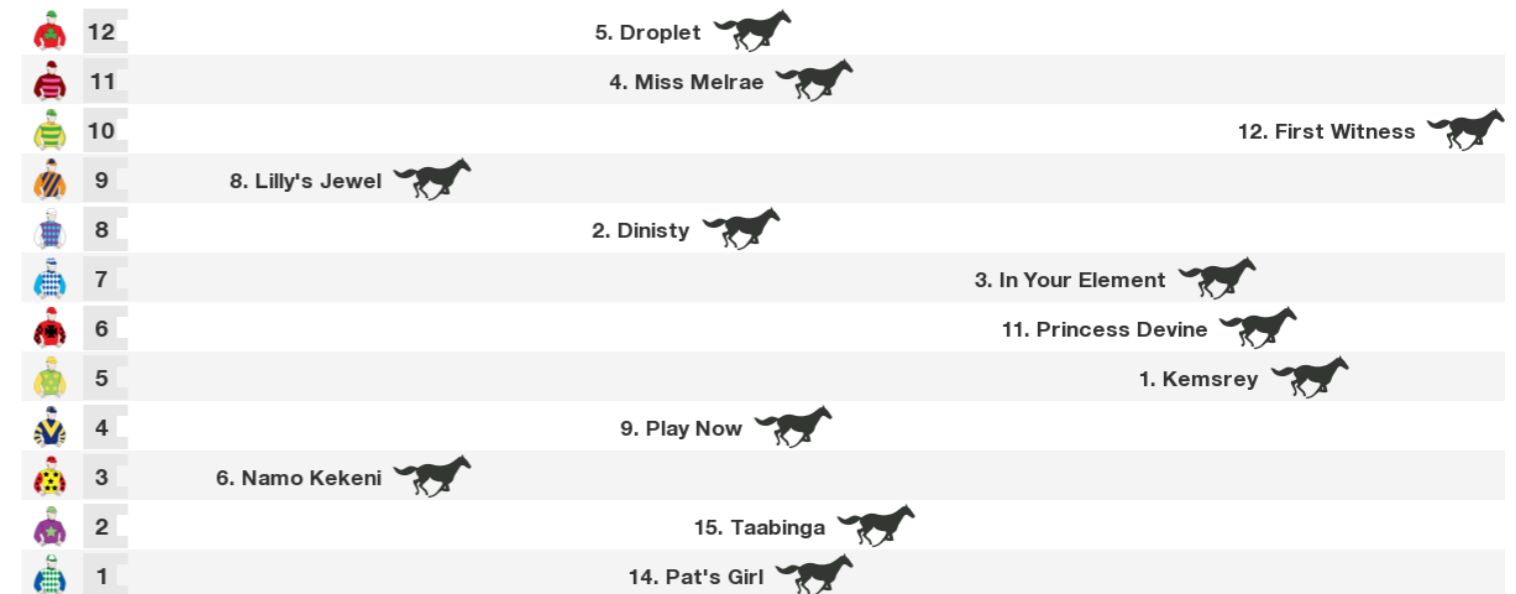 12 5. Droplet
11 4. Miss Melrae
10 12. First Witness
9 8. Lilly's Jewel
8 2. Dinisty
7 3. In Your Element
6 11. Princess Devine
5 1. Kemsrey
4 9. Play Now
3 6. Namo Kekeni
2 15. Taabinga
1 14. Pat's Girl